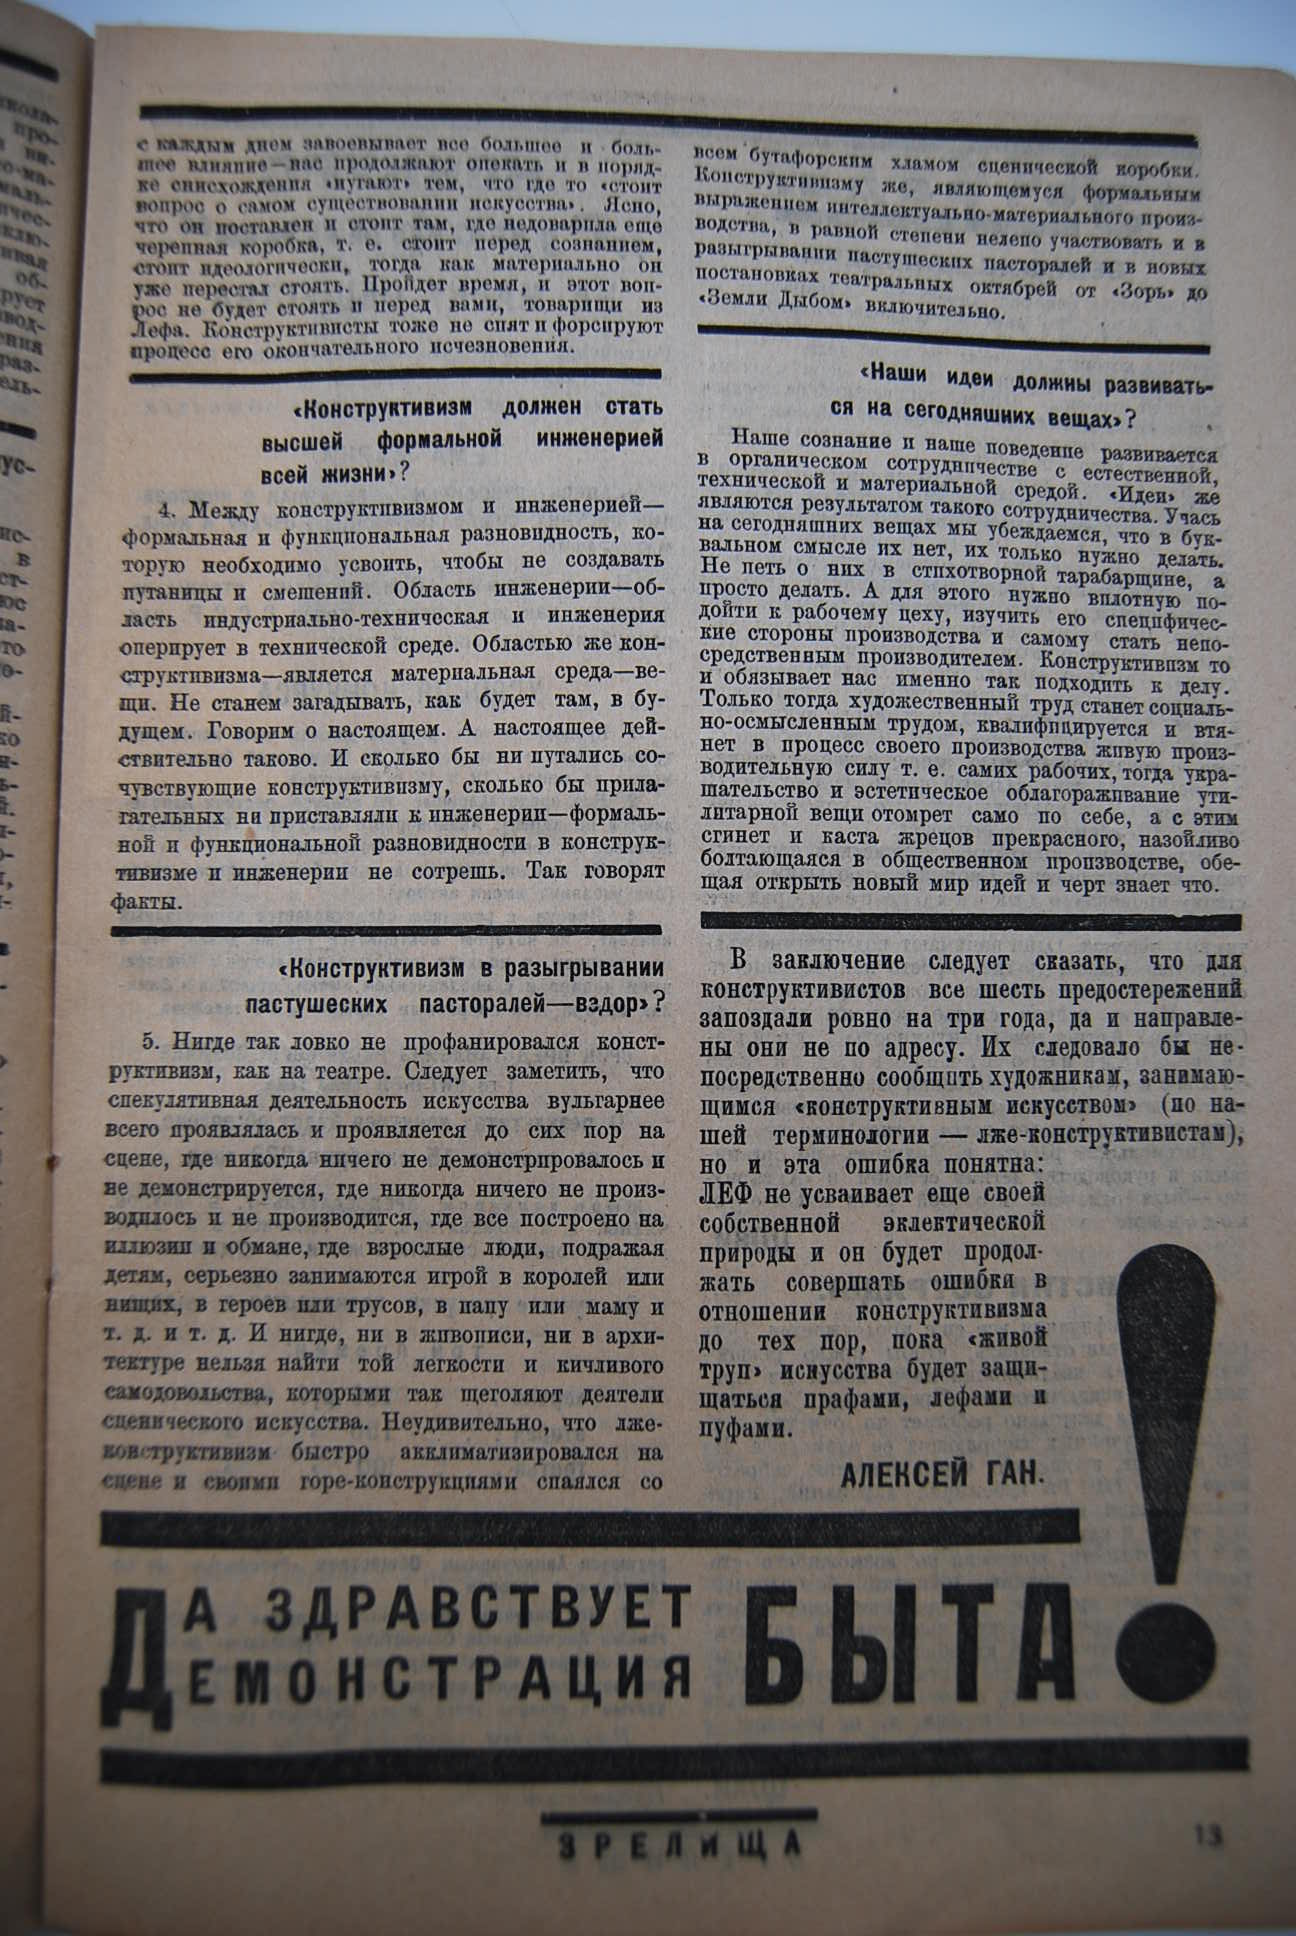 с каждым днем завоевывает все большее и боль-
шее влияние—нас продолжают опекать и в поряд-
ке снисхождения «пугают» тем, что где то «стоит
вопрос о самом существовании искусства». Ясно,
что он поставлен и стоит там, где недоварила еще
черепная коробка, т. е. стоит перед сознанием,
стоит идеологически, тогда как материально он
уже перестал стоять. Пройдет время, и этот воп-
рос не будет стоять и перед вами, товарищи из
Лефа. Конструктивисты тоже не спят и форсируют
процесс его окончательного исчезновения.
«Конструктивизм должен стать
высшей формальной инженерией
всей жизни»?
4. Между конструктивизмом и инженерией—
формальная и функциональная разновидность, ко-
торую необходимо усвоить, чтобы не создавать
путаницы и смешений. Область инженерии—об-
ласть индустриально-техническая и инженерия
оперирует в технической среде. Областью же кон-
структивизма—является материальная среда—ве-
щи. Не станем загадывать, как будет там, в бу-
дущем. Говорим о настоящем. А настоящее дей-
ствительно таково. И сколько бы ни путались со-
чувствующие конструктивизму, сколько бы прила-
гательных ни приставляли к инженерии—формаль-
ной и функциональной разновидности в конструк-
тивизме и инженерии не сотрешь. Так говорят
факты.
«Конструктивизм в разыгрывании
пастушеских пасторалей—вздор»?
5. Нигде так ловко не профанировался конст-
руктивизм, как на театре. Следует заметить, что
спекулятивная деятельность искусства вульгарнее
всего проявлялась и проявляется до сих пор на
сцене, где никогда ничего не демонстрировалось и
не демонстрируется, где никогда ничего не произ-
водилось и не производится, где все построено на
иллюзии и обмане, где взрослые люди, подражая
детям, серьезно занимаются игрой в королей или
нищих, в героев или трусов, в папу или маму и
т. д. и т. д. И нигде, ни в живописи, ни в архи-
тектуре нельзя найти той легкости и кичливого
самодовольства, которыми так щеголяют деятели
сценического искусства. Неудивительно, что лже-
конструктивизм быстро акклиматизировался на
сцене и своими горе-конструкциями спаялся со
всем бутафорским хламом сценической коробки.
Конструктивизму же, являющемуся формальным
выражением интеллектуально-материального произ-
водства, в равной степени нелепо участвовать и в
разыгрывании пастушеских пасторалей и в новых
постановках театральных октябрей от «Зорь» до
«Земли Дыбом» включительно.
«Наши идеи должны развивать-
ся на сегодняшних вещах»?
Наше сознание и наше поведение развивается
в органическом сотрудничестве с естественной,
технической и материальной средой. «Идеи» же
являются результатом такого сотрудничества. Учась
на сегодняшних вещах мы убеждаемся, что в бук-
вальном смысле их нет, их только нужно делать.
Не петь о них в стихотворной тарабарщине, а
просто делать. А для этого нужно вплотную по-
дойти к рабочему цеху, изучить его специфичес-
кие стороны производства и самому стать непо-
средственным производителем. Конструктивизм то
и обязывает нас именно так подходить к делу.
Только тогда художественный труд станет социаль-
но-осмысленным трудом, квалифицируется и втя-
нет в процесс своего производства живую произ-
водительную силу т. е. самих рабочих, тогда укра-
шательство и эстетическое облагораживание ути-
литарной вещи отомрет само по себе, а с этим
сгинет и каста жрецов прекрасного, назойливо
болтающаяся в общественном производстве, обе-
щая открыть новый мир идей и черт знает что.
В заключение следует сказать, что для
конструктивистов все шесть предостережений
запоздали ровно на три года, да и направле-
ны они не по адресу. Их следовало бы не-
посредственно сообщить художникам, занимаю-
щимся «конструктивным искусством» (по на-
шей терминологии — лже-конструктивистам),
но и эта ошибка понятна:
ЛЕФ не усваивает еще своей
собственной эклектической
природы и он будет продол-
жать совершать ошибки в
отношении конструктивизма
до тех пор, пока «живой
труп» искусства будет защи-
щаться прафами, лефами и
пуфами.
АЛЕКСЕЙ ГАН.
ДА ЗДРАВСТВУЕТ
ДЕМОНСТРАЦИЯ БЫТА!
ЗРЕЛИЩА
13